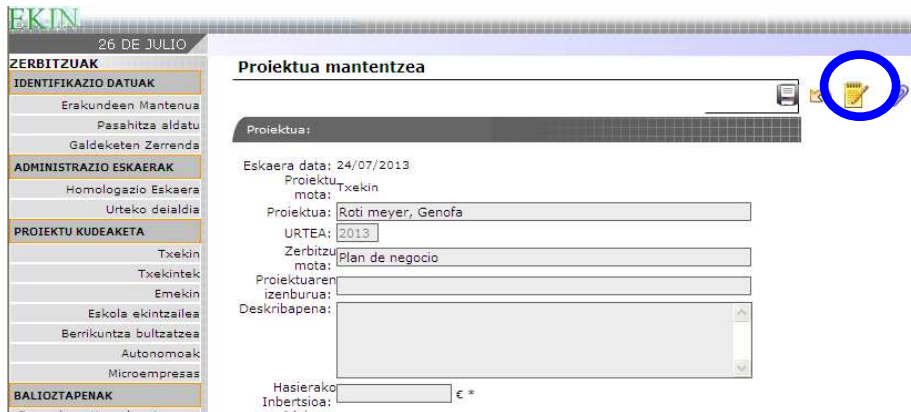 EKIN
26 DE JULIO
ZERBITZUAK
IDENTIFIKAZIO DATUAK
Erakundeen Mantenua
Pasahitza aldatu
Galdeketen Zerrenda
ADMINISTRAZIO ESKAERAK
Homologazio Eskaera
Urteko deialdia
PROIEKTU KUDEAKETA
Txekin
Txekintek
Emekin
Eskola ekintzailea
Berrikuntza bultzatzea
Autonomoak
Microempresas
BALIOZTAPENAK
Proiektua mantentzea
Proiektua:
Eskaera data: 24/07/2013
Proiektu mota: Txekin
Proiektua: Roti meyer, Genofa
URTEA: 2013
Zerbitzu mota: Plan de negocio
Proiektuaren
izenburua:
Deskribapena:
Hasierako
Inbertsioa: € *